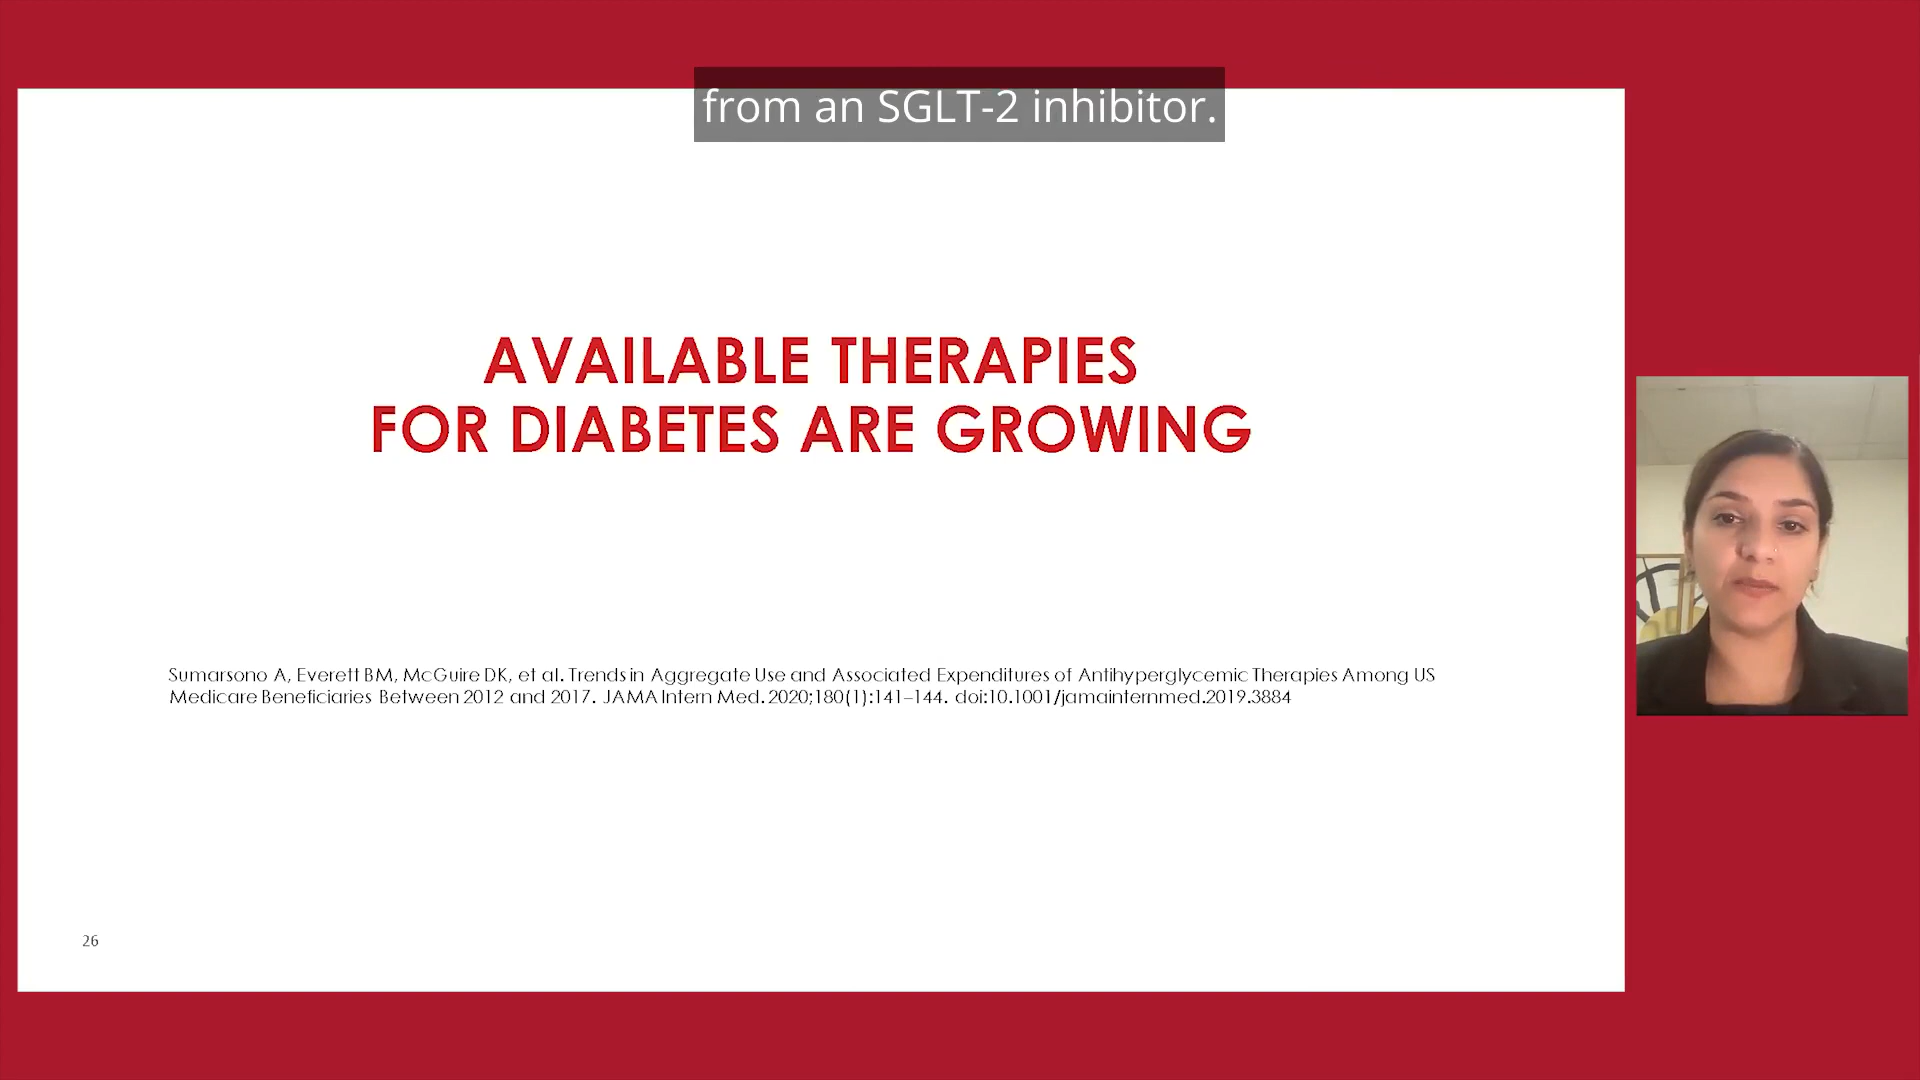 from an SGLT-2 inhibitor.
AVAILABLE THERAPIES
FOR DIABETES ARE GROWING
Sumarsono A, Everett BM, McGuire DK, et al. Trends in Aggregate Use and Associated Expenditures of Antihyperglycemic Therapies Among US
Medicare Beneficiaries Between 2012 and 2017. JAMA Intern Med. 2020;180(1):141–144. doi:10.1001/jamainternmed.2019.3884
26